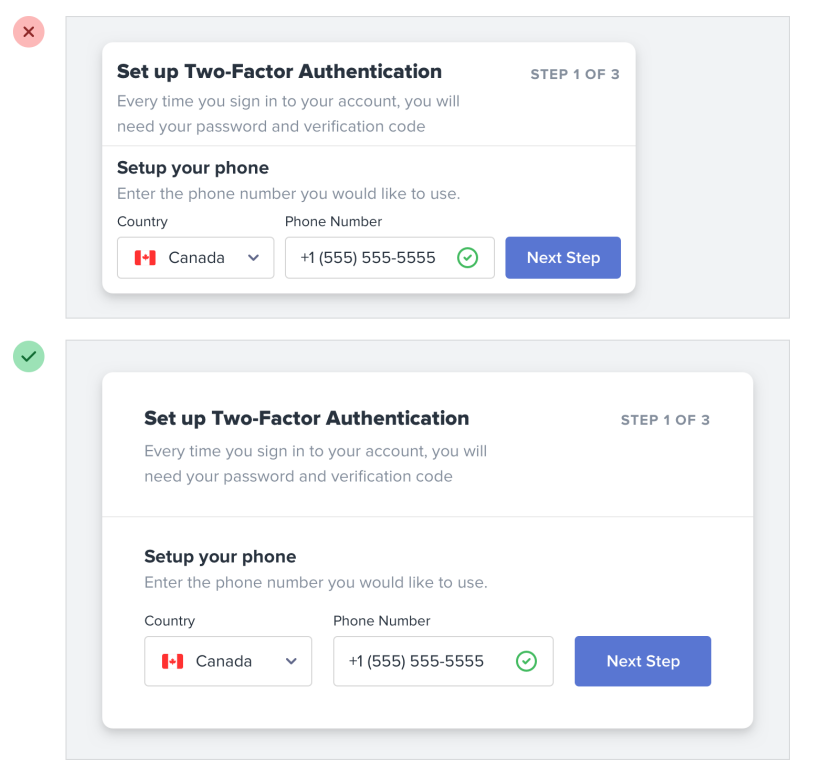 Set up Two-Factor Authentication
STEP 1 OF 3
Every time you sign in to your account, you will
need your password and verification code
Setup your phone
Enter the phone number you would like to use.
Country
Phone Number
Canada
+1 (555) 555-5555
Next Step
Set up Two-Factor Authentication
STEP 1 OF 3
Every time you sign in to your account, you will
need your password and verification code
Setup your phone
Enter the phone number you would like to use.
Country
Phone Number
Canada
+1 (555) 555-5555
Next Step